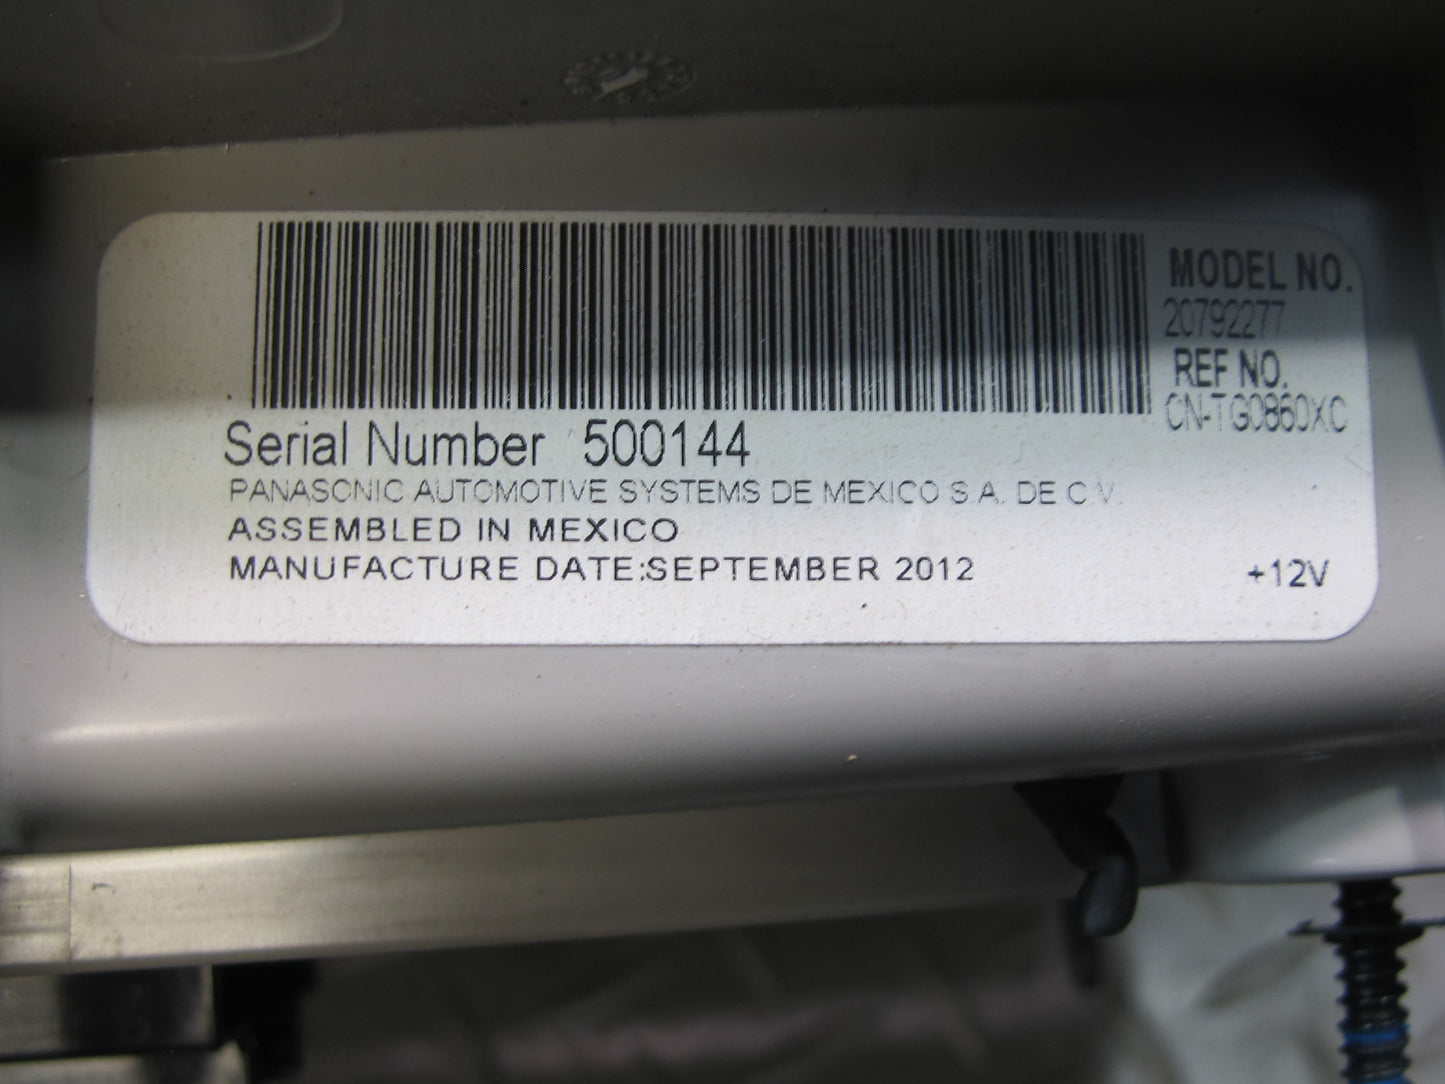 MODEL NO.
20792277
REF NO.
CN-TG0860XC
Serial Number 500144
PANASONIC AUTOMOTIVE SYSTEMS DE MEXICO S.A. DE C.V.
ASSEMBLED IN MEXICO
MANUFACTURE DATE:SEPTEMBER 2012
+12V